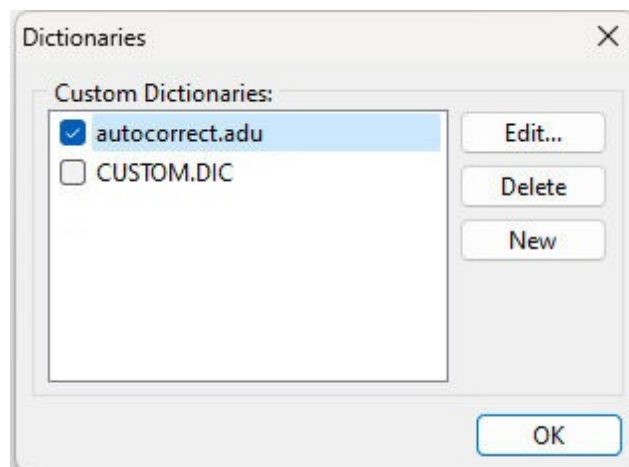 Dictionaries
Custom Dictionaries:
autocorrect.adu
CUSTOM.DIC
Edit...
Delete
New
OK